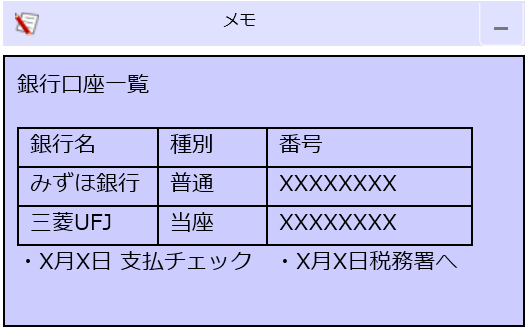 メモ
銀行口座一覧
銀行名 種別 番号
みずほ銀行 普通 XXXXXXXX
三菱UFJ 当座 XXXXXXXX
・X月X日 支払チェック ・X月X日税務署へ